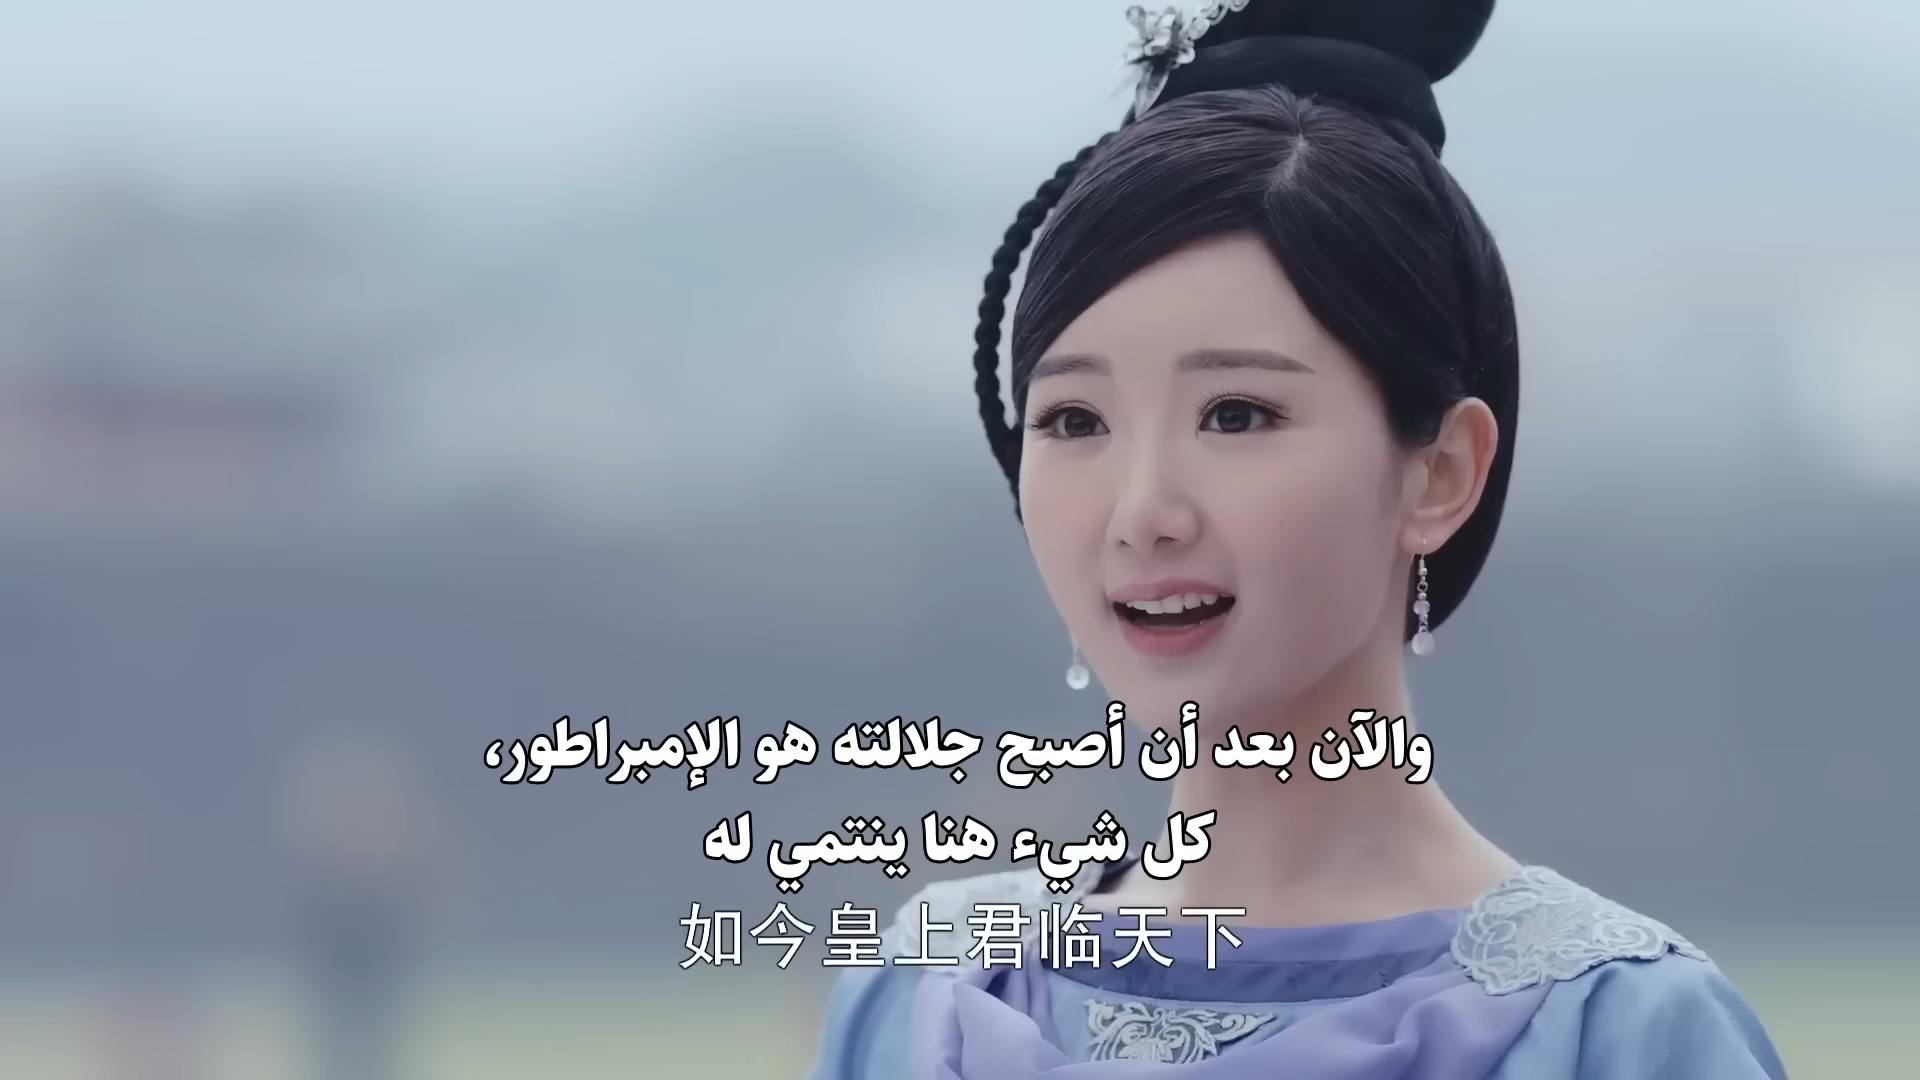 والآن بعد أن أصبح جلالته هو الإمبراطور،
كل شيء هنا ينتمي له
如今皇上君临天下